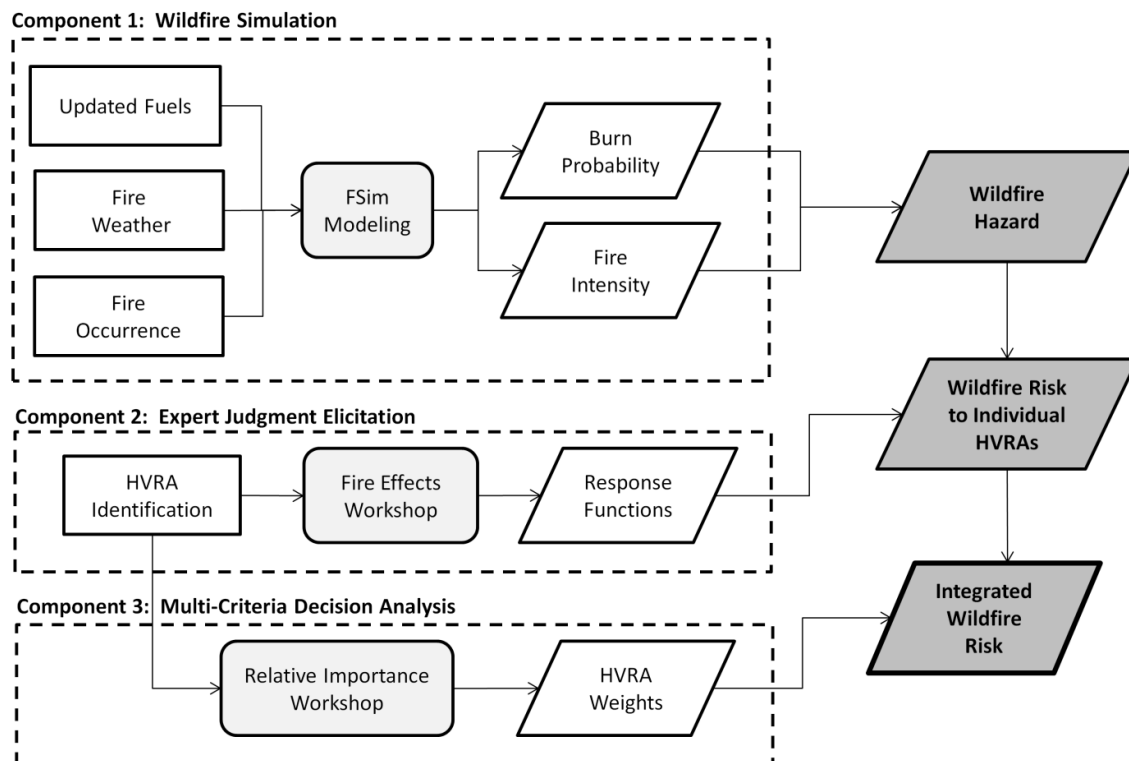 Component 1:  Wildfire Simulation
Updated Fuels
Fire
Weather
Fire
Occurrence
FSim
Modeling
Burn
Probability
Fire
Intensity
Wildfire
Hazard
Component 2:  Expert Judgment Elicitation
HVRA
Identification
Fire Effects
Workshop
Response
Functions
Wildfire Risk
to Individual
HVRAs
Component 3:  Multi-Criteria Decision Analysis
Relative Importance
Workshop
HVRA
Weights
Integrated
Wildfire
Risk